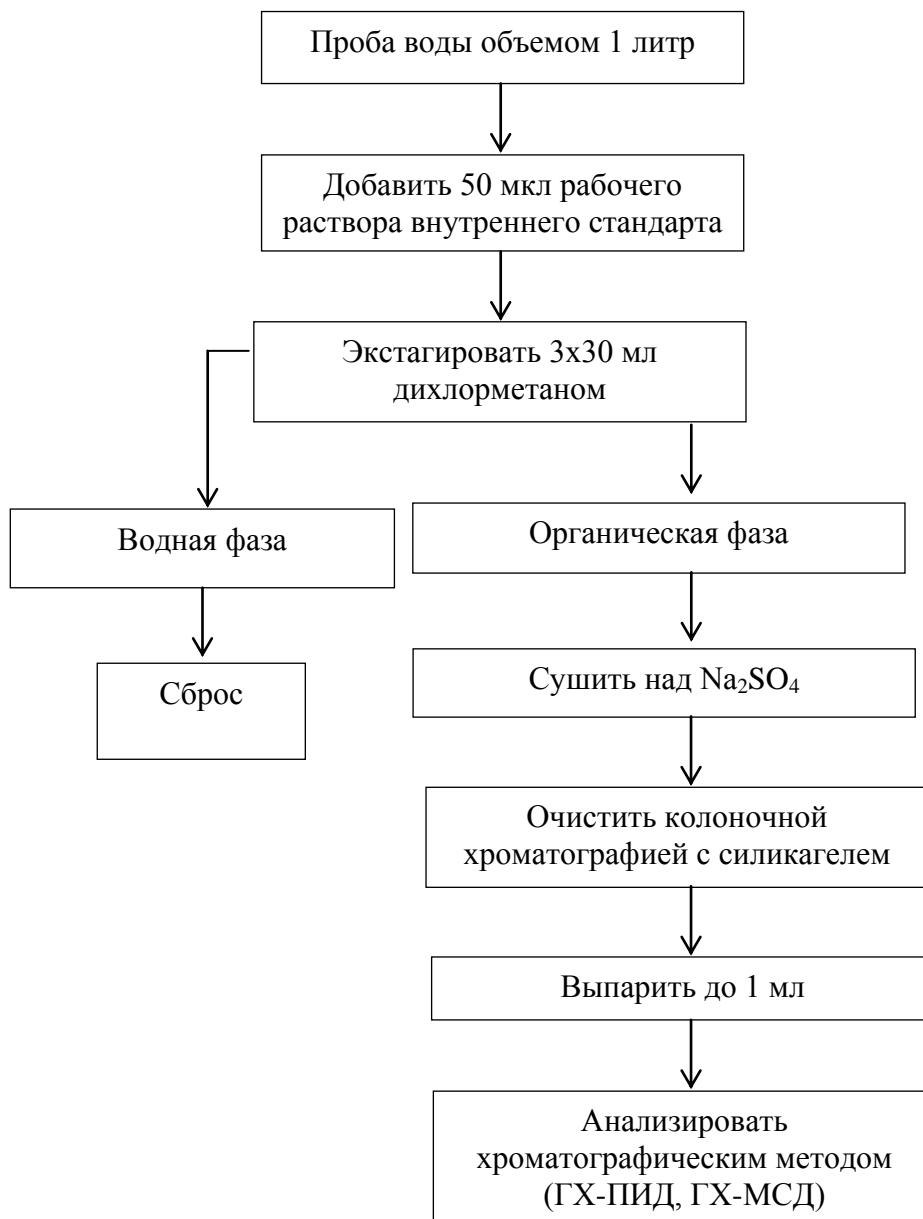 Проба воды объемом 1 литр
Добавить 50 мкл рабочего
раствора внутреннего стандарта
Экстагировать 3х30 мл
дихлорметаном
Водная фаза
Органическая фаза
Сброс
Сушить над Na₂SO₄
Очистить колоночной
хроматографией с силикагелем
Выпарить до 1 мл
Анализировать
хроматографическим методом
(ГХ-ПИД, ГХ-МСД)